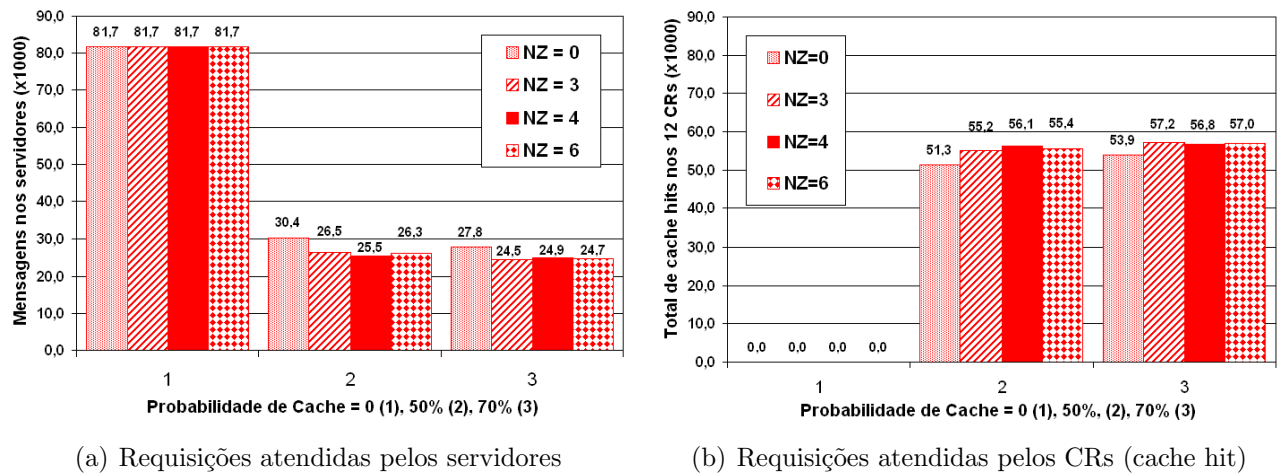 Mensagens nos servidores (x1000)
90,0
80,0
70,0
60,0
50,0
40,0
30,0
20,0
10,0
0,0
81,7 81,7 81,7 81,7
30,4 26,5 25,5 26,3
27,8 24,5 24,9 24,7
NZ = 0
NZ = 3
NZ = 4
NZ = 6
1 2 3
Probabilidade de Cache = 0 (1), 50% (2), 70% (3)
(a) Requisições atendidas pelos servidores
Total de cache hits nos 12 CRs (x1000)
90,0
80,0
70,0
60,0
50,0
40,0
30,0
20,0
10,0
0,0
NZ=0
NZ=3
NZ=4
NZ=6
0,0 0,0 0,0 0,0
51,3 55,2 56,1 55,4
53,9 57,2 56,8 57,0
1 2 3
Probabilidade de Cache = 0 (1), 50%, (2), 70% (3)
(b) Requisições atendidas pelos CRs (cache hit)